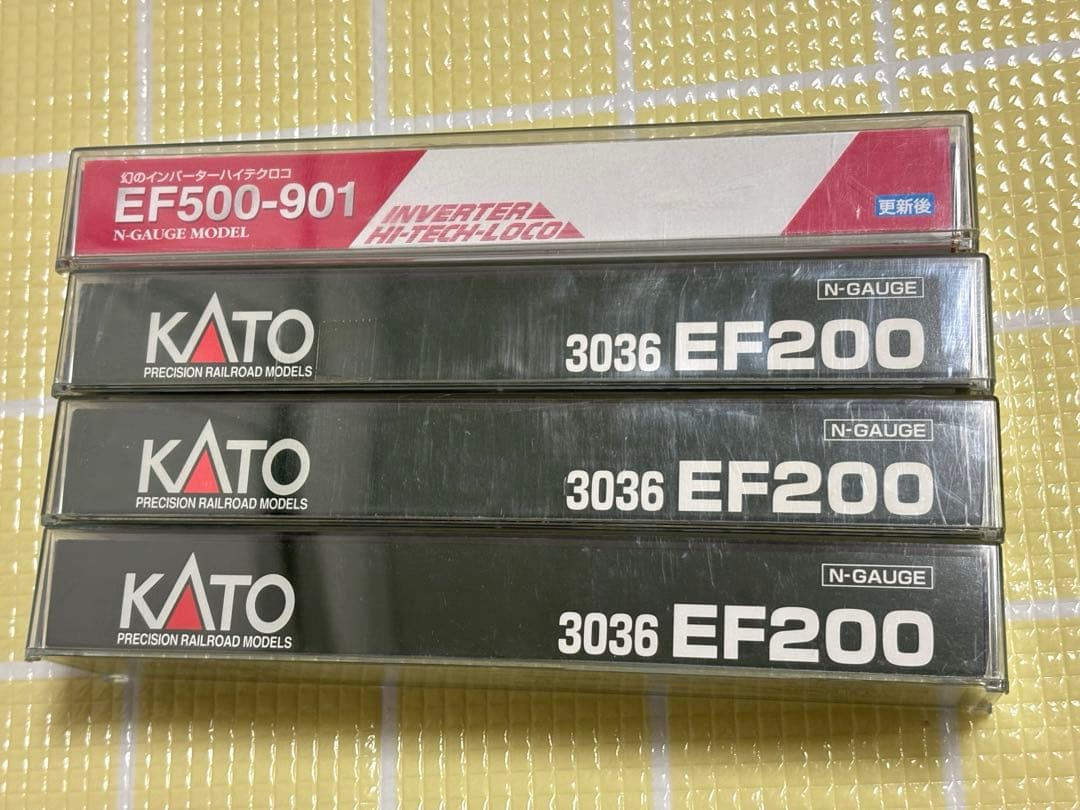 幻のインバーターハイテクロコ
EF500-901
N-GAUGE MODEL
INVERTER
HI-TECH-LOCO
更新後
KATO
PRECISION RAILROAD MODELS
N-GAUGE
3036 EF200
KATO
PRECISION RAILROAD MODELS
N-GAUGE
3036 EF200
KATO
PRECISION RAILROAD MODELS
N-GAUGE
3036 EF200